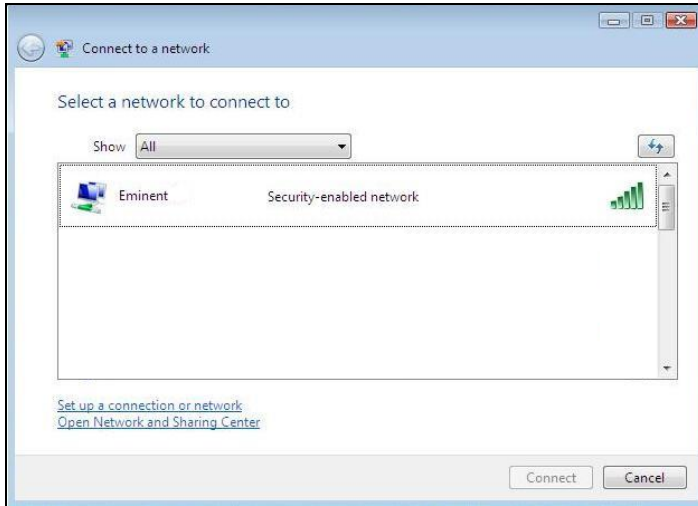 Connect to a network
Select a network to connect to
Show All
Eminent Security-enabled network
Set up a connection or network
Open Network and Sharing Center
Connect Cancel